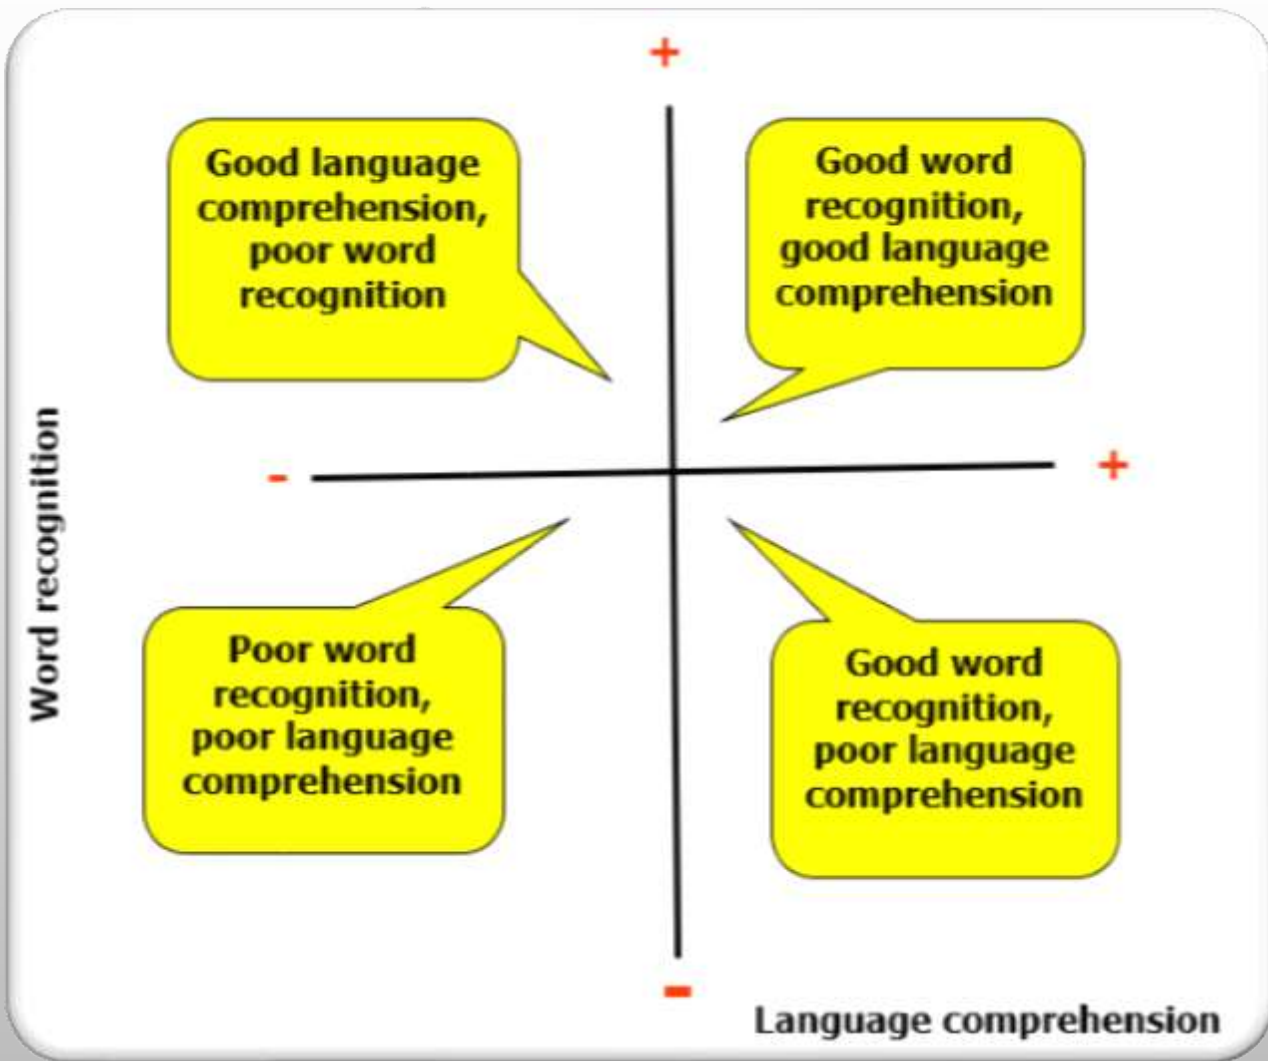 +
Good language
comprehension,
poor word
recognition
Good word
recognition,
good language
comprehension
Word recognition
-
+
Poor word
recognition,
poor language
comprehension
Good word
recognition,
poor language
comprehension
-
Language comprehension